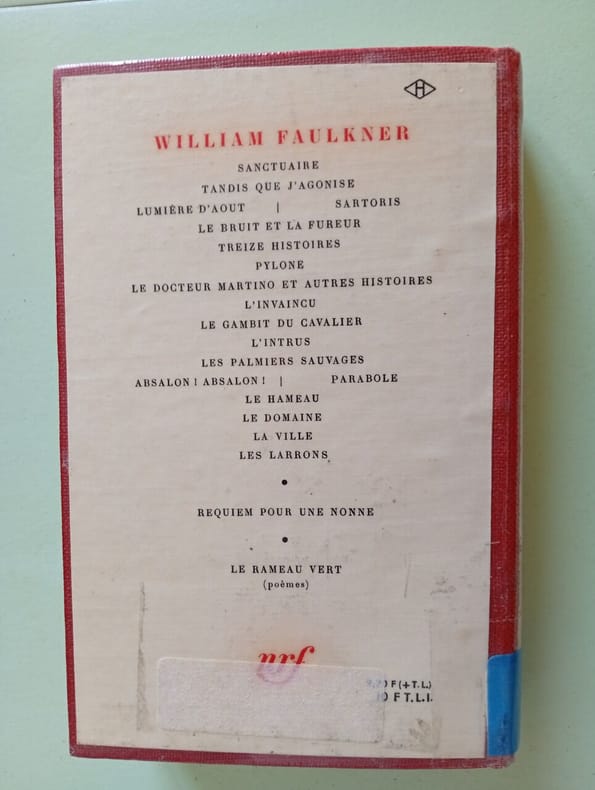 H
WILLIAM FAULKNER
SANCTUAIRE
TANDIS QUE J'AGONISE
LUMIÈRE D'AOUT | SARTORIS
LE BRUIT ET LA FUREUR
TREIZE HISTOIRES
PYLONE
LE DOCTEUR MARTINO ET AUTRES HISTOIRES
L'INVAINCU
LE GAMBIT DU CAVALIER
L'INTRUS
LES PALMIERS SAUVAGES
ABSALON ! ABSALON ! | PARABOLE
LE HAMEAU
LE DOMAINE
LA VILLE
LES LARRONS
•
REQUIEM POUR UNE NONNE
•
LE RAMEAU VERT
(poèmes)
nrf
F (+ T.L.)
10 F T.L.I.